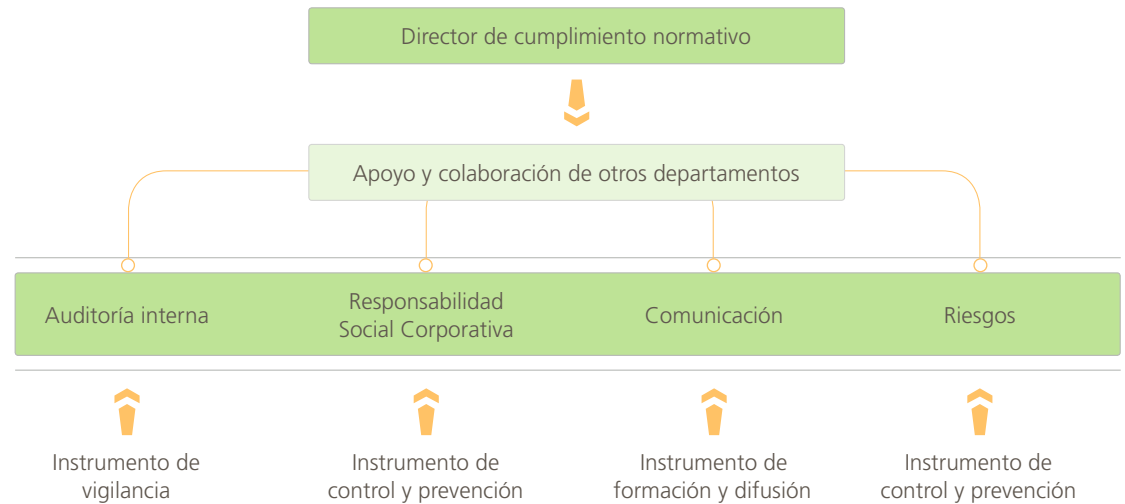 Director de cumplimiento normativo
Apoyo y colaboración de otros departamentos
Auditoría interna
Responsabilidad
Social Corporativa
Comunicación
Riesgos
Instrumento de
vigilancia
Instrumento de
control y prevención
Instrumento de
formación y difusión
Instrumento de
control y prevención